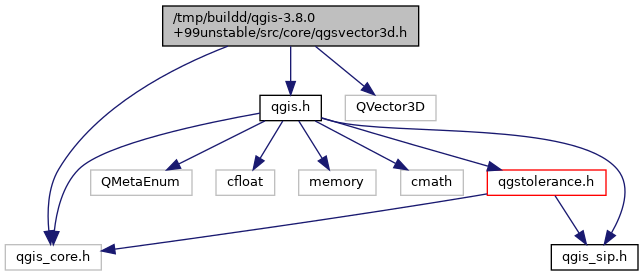 /tmp/buildd/qgis-3.8.0
+99unstable/src/core/qgsvector3d.h
qgis.h
QVector3D
QMetaEnum
cfloat
memory
cmath
qgstolerance.h
qgis_core.h
qgis_sip.h